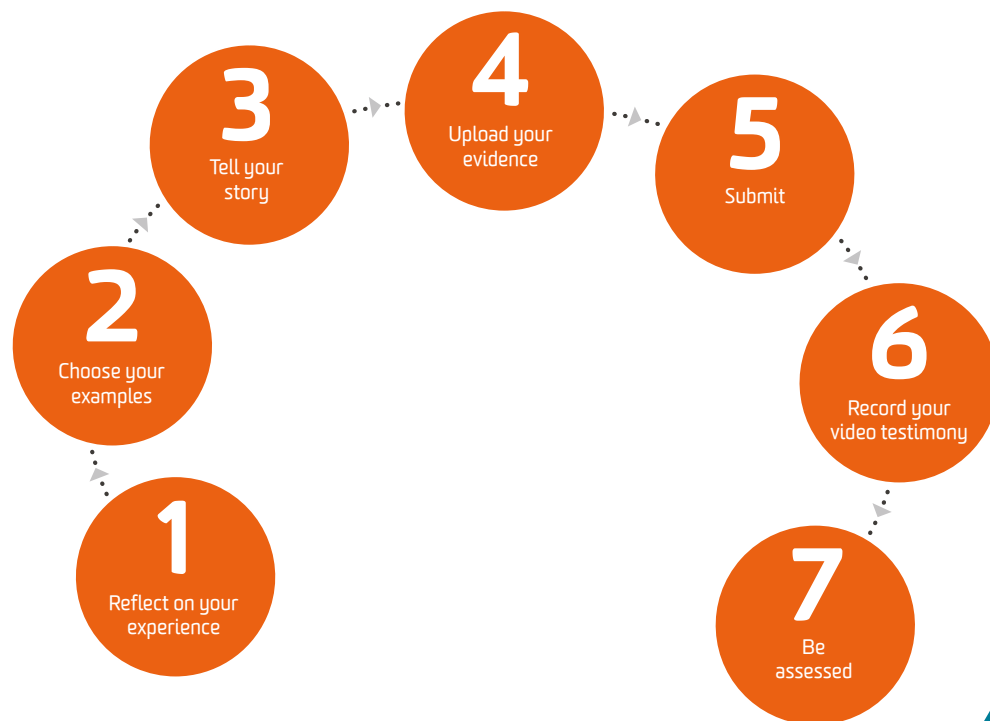 1
Reflect on your
experience
2
Choose your
examples
3
Tell your
story
4
Upload your
evidence
5
Submit
6
Record your
video testimony
7
Be
assessed